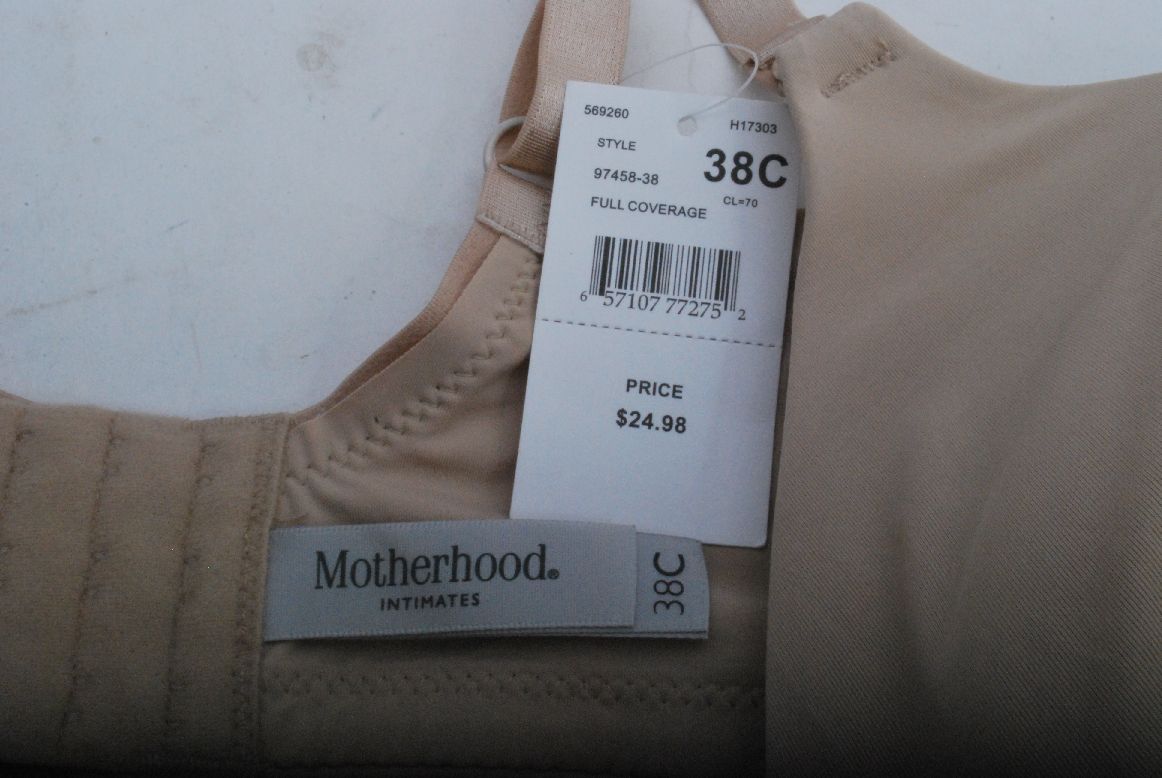 569260
H17303
STYLE
38C
97458-38
CL=70
FULL COVERAGE
6 57107 77275 2
PRICE
$24.98
Motherhood®
INTIMATES
38C